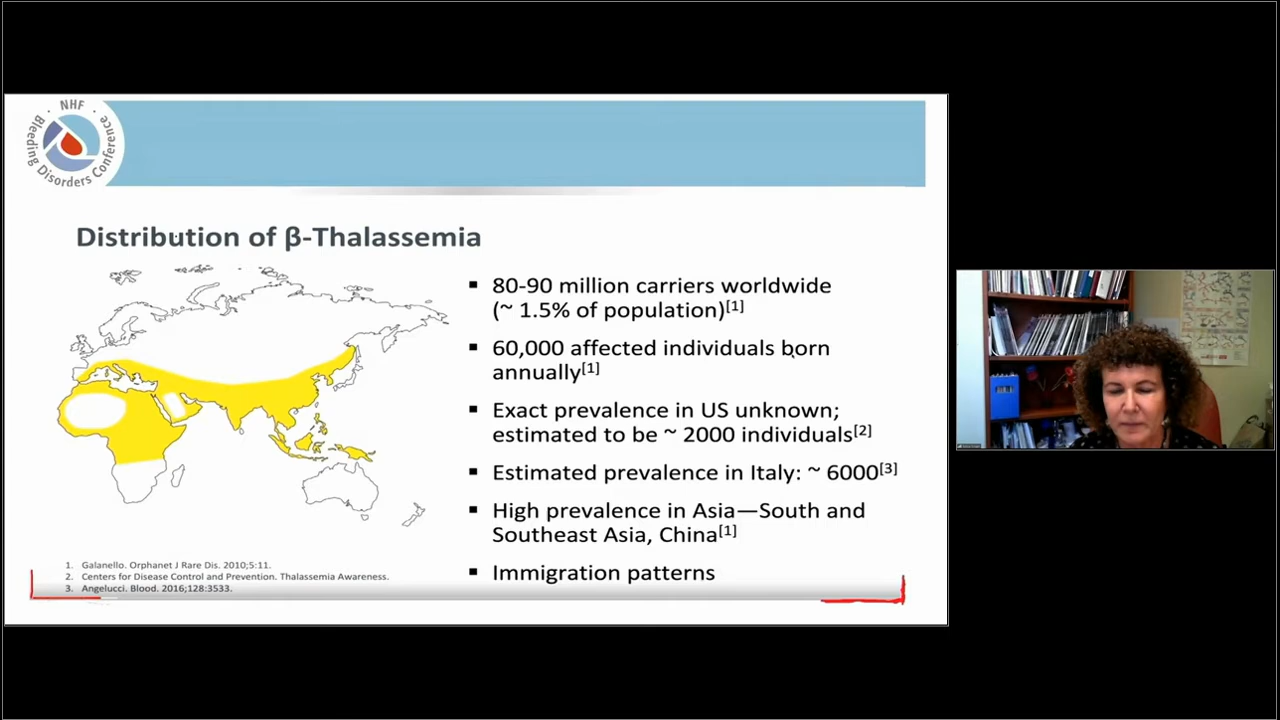 · NHF ·
Bleeding Disorders Conference
Distribution of β-Thalassemia
▪ 80-90 million carriers worldwide
(~ 1.5% of population)[1]
▪ 60,000 affected individuals born
annually[1]
▪ Exact prevalence in US unknown;
estimated to be ~ 2000 individuals[2]
▪ Estimated prevalence in Italy: ~ 6000[3]
▪ High prevalence in Asia—South and
Southeast Asia, China[1]
▪ Immigration patterns
1. Galanello. Orphanet J Rare Dis. 2010;5:11.
2. Centers for Disease Control and Prevention. Thalassemia Awareness.
3. Angelucci. Blood. 2016;128:3533.